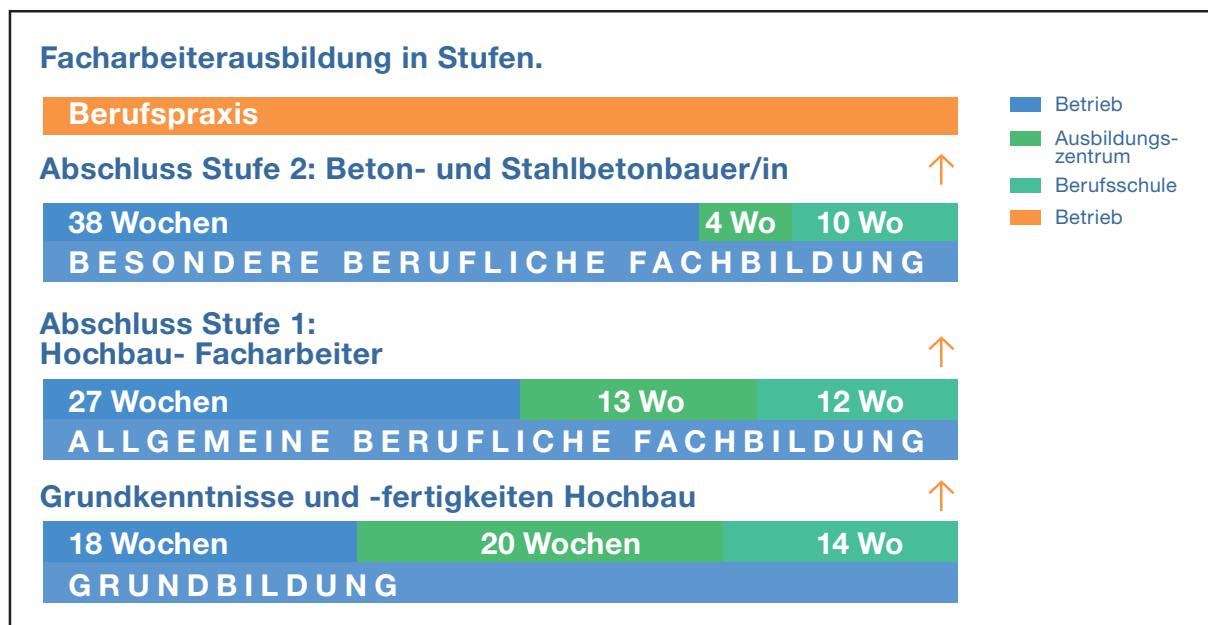 Facharbeiterausbildung in Stufen.
Berufspraxis
Abschluss Stufe 2: Beton- und Stahlbetonbauer/in
38 Wochen 4 Wo 10 Wo
BESONDERE BERUFLICHE FACHBILDUNG
Abschluss Stufe 1:
Hochbau- Facharbeiter
27 Wochen 13 Wo 12 Wo
ALLGEMEINE BERUFLICHE FACHBILDUNG
Grundkenntnisse und -fertigkeiten Hochbau
18 Wochen 20 Wochen 14 Wo
GRUNDBILDUNG
Betrieb
Ausbildungs-
zentrum
Berufsschule
Betrieb